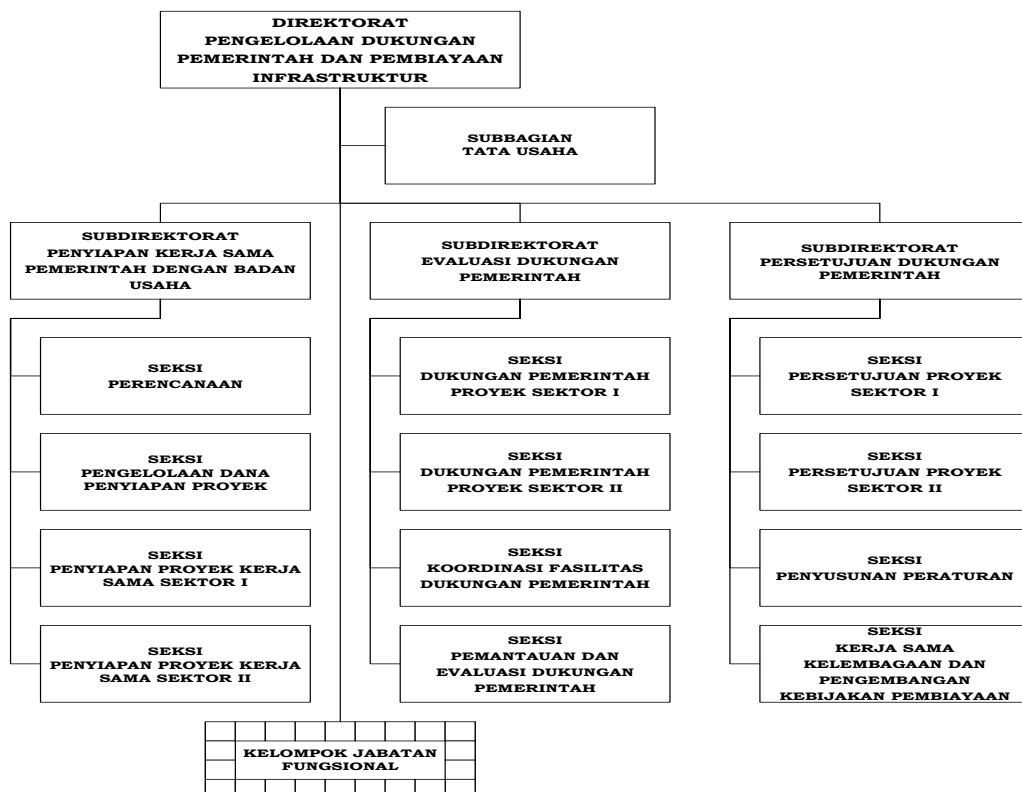 DIREKTORAT
PENGELOLAAN DUKUNGAN
PEMERINTAH DAN PEMBIAYAAN
INFRASTRUKTUR
SUBBAGIAN
TATA USAHA
SUBDIREKTORAT
PENYIAPAN KERJA SAMA
PEMERINTAH DENGAN BADAN
USAHA
SEKSI
PERENCANAAN
SEKSI
PENGELOLAAN DANA
PENYIAPAN PROYEK
SEKSI
PENYIAPAN PROYEK KERJA
SAMA SEKTOR I
SEKSI
PENYIAPAN PROYEK KERJA
SAMA SEKTOR II
SUBDIREKTORAT
EVALUASI DUKUNGAN
PEMERINTAH
SEKSI
DUKUNGAN PEMERINTAH
PROYEK SEKTOR I
SEKSI
DUKUNGAN PEMERINTAH
PROYEK SEKTOR II
SEKSI
KOORDINASI FASILITAS
DUKUNGAN PEMERINTAH
SEKSI
PEMANTAUAN DAN
EVALUASI DUKUNGAN
PEMERINTAH
SUBDIREKTORAT
PERSETUJUAN DUKUNGAN
PEMERINTAH
SEKSI
PERSETUJUAN PROYEK
SEKTOR I
SEKSI
PERSETUJUAN PROYEK
SEKTOR II
SEKSI
PENYUSUNAN PERATURAN
SEKSI
KERJA SAMA
KELEMBAGAAN DAN
PENGEMBANGAN
KEBIJAKAN PEMBIAYAAN
KELOMPOK JABATAN
FUNGSIONAL